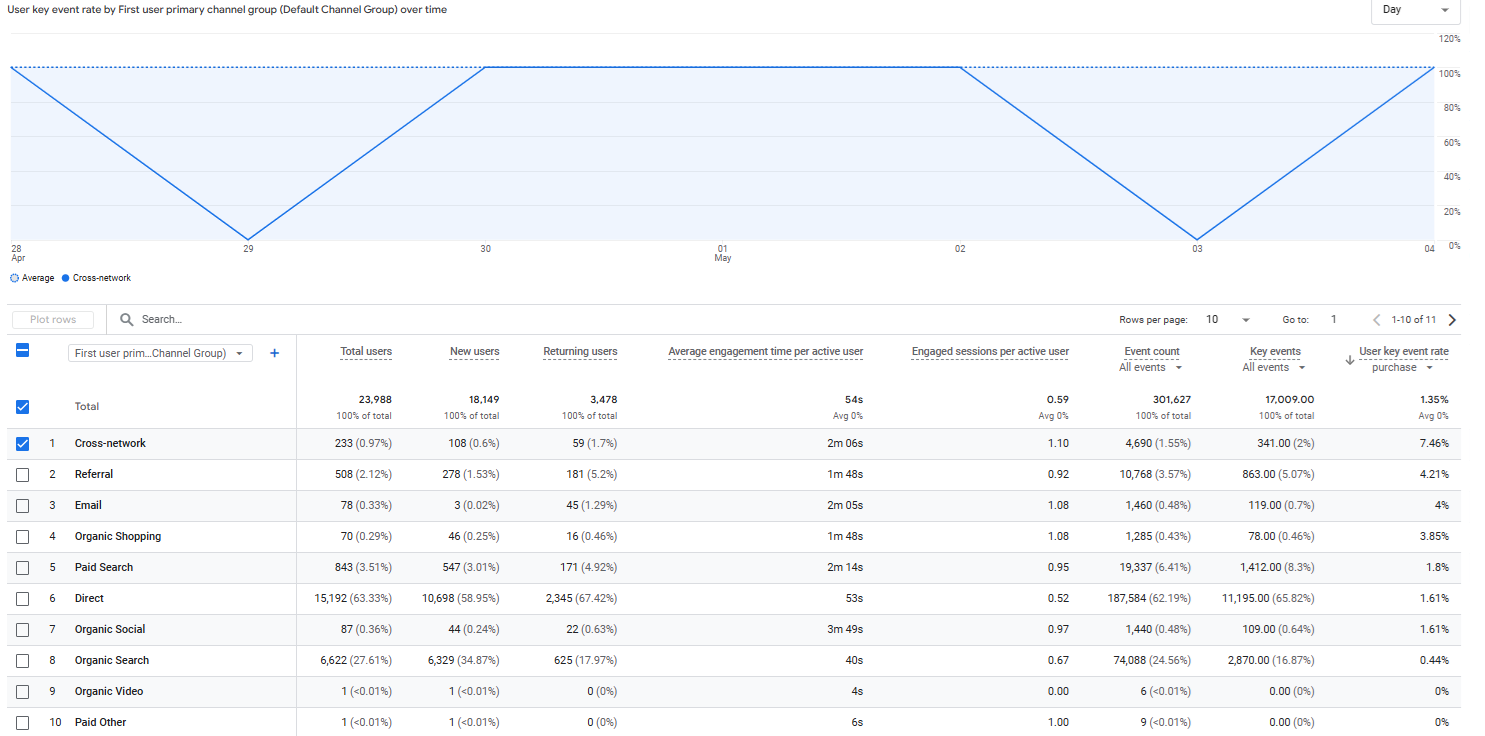 User key event rate by First user primary channel group (Default Channel Group) over time
Day
120%
100%
80%
60%
40%
20%
0%
28 29 30 01 02 03 04
Apr May
Average Cross-network
Plot rows Search... Rows per page: 10 Go to: 1 1-10 of 11
First user prim...Channel Group) + Total users New users Returning users Average engagement time per active user Engaged sessions per active user Event count Key events User key event rate
All events All events purchase
Total 23,988 18,149 3,478 54s 0.59 301,627 17,009.00 1.35%
100% of total 100% of total 100% of total Avg 0% Avg 0% 100% of total 100% of total Avg 0%
1 Cross-network 233 (0.97%) 108 (0.6%) 59 (1.7%) 2m 06s 1.10 4,690 (1.55%) 341.00 (2%) 7.46%
2 Referral 508 (2.12%) 278 (1.53%) 181 (5.2%) 1m 48s 0.92 10,768 (3.57%) 863.00 (5.07%) 4.21%
3 Email 78 (0.33%) 3 (0.02%) 45 (1.29%) 2m 05s 1.08 1,460 (0.48%) 119.00 (0.7%) 4%
4 Organic Shopping 70 (0.29%) 46 (0.25%) 16 (0.46%) 1m 48s 1.08 1,285 (0.43%) 78.00 (0.46%) 3.85%
5 Paid Search 843 (3.51%) 547 (3.01%) 171 (4.92%) 2m 14s 0.95 19,337 (6.41%) 1,412.00 (8.3%) 1.8%
6 Direct 15,192 (63.33%) 10,698 (58.95%) 2,345 (67.42%) 53s 0.52 187,584 (62.19%) 11,195.00 (65.82%) 1.61%
7 Organic Social 87 (0.36%) 44 (0.24%) 22 (0.63%) 3m 49s 0.97 1,440 (0.48%) 109.00 (0.64%) 1.61%
8 Organic Search 6,622 (27.61%) 6,329 (34.87%) 625 (17.97%) 40s 0.67 74,088 (24.56%) 2,870.00 (16.87%) 0.44%
9 Organic Video 1 (<0.01%) 1 (<0.01%) 0 (0%) 4s 0.00 6 (<0.01%) 0.00 (0%) 0%
10 Paid Other 1 (<0.01%) 1 (<0.01%) 0 (0%) 6s 1.00 9 (<0.01%) 0.00 (0%) 0%